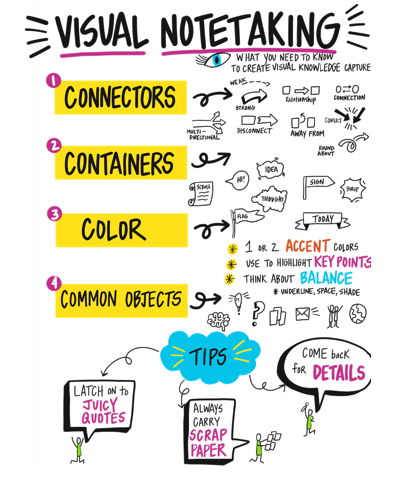 VISUAL NOTETAKING
WHAT YOU NEED TO KNOW
TO CREATE VISUAL KNOWLEDGE CAPTURE
1
CONNECTORS
WEAK
STRONG
RELATIONSHIP
CONNECTION
MULTI-
DIRECTIONAL
DISCONNECT
AWAY FROM
CONFLICT
ROUND
ABOUT
2
CONTAINERS
SCROLL
HEY!
IDEA
THOUGHT
SIGN
BURST
3
COLOR
FLAG
TODAY
* 1 OR 2 ACCENT COLORS
* USE TO HIGHLIGHT KEY POINTS
* THINK ABOUT BALANCE
* UNDERLINE, SPACE, SHADE
4
COMMON OBJECTS
TIPS
LATCH ON TO
JUICY
QUOTES
ALWAYS
CARRY
SCRAP
PAPER
COME back
for DETAILS